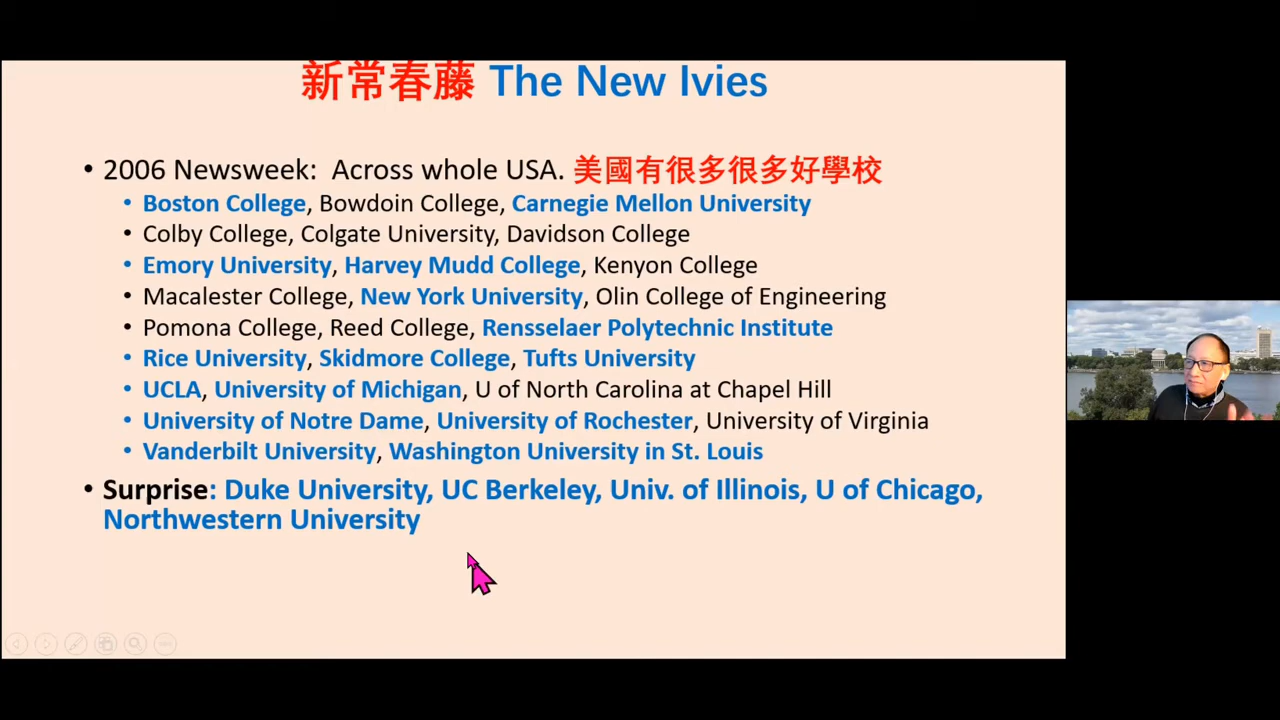 新常春藤 The New Ivies
• 2006 Newsweek: Across whole USA. 美國有很多很多好學校
• Boston College, Bowdoin College, Carnegie Mellon University
• Colby College, Colgate University, Davidson College
• Emory University, Harvey Mudd College, Kenyon College
• Macalester College, New York University, Olin College of Engineering
• Pomona College, Reed College, Rensselaer Polytechnic Institute
• Rice University, Skidmore College, Tufts University
• UCLA, University of Michigan, U of North Carolina at Chapel Hill
• University of Notre Dame, University of Rochester, University of Virginia
• Vanderbilt University, Washington University in St. Louis
• Surprise: Duke University, UC Berkeley, Univ. of Illinois, U of Chicago,
Northwestern University